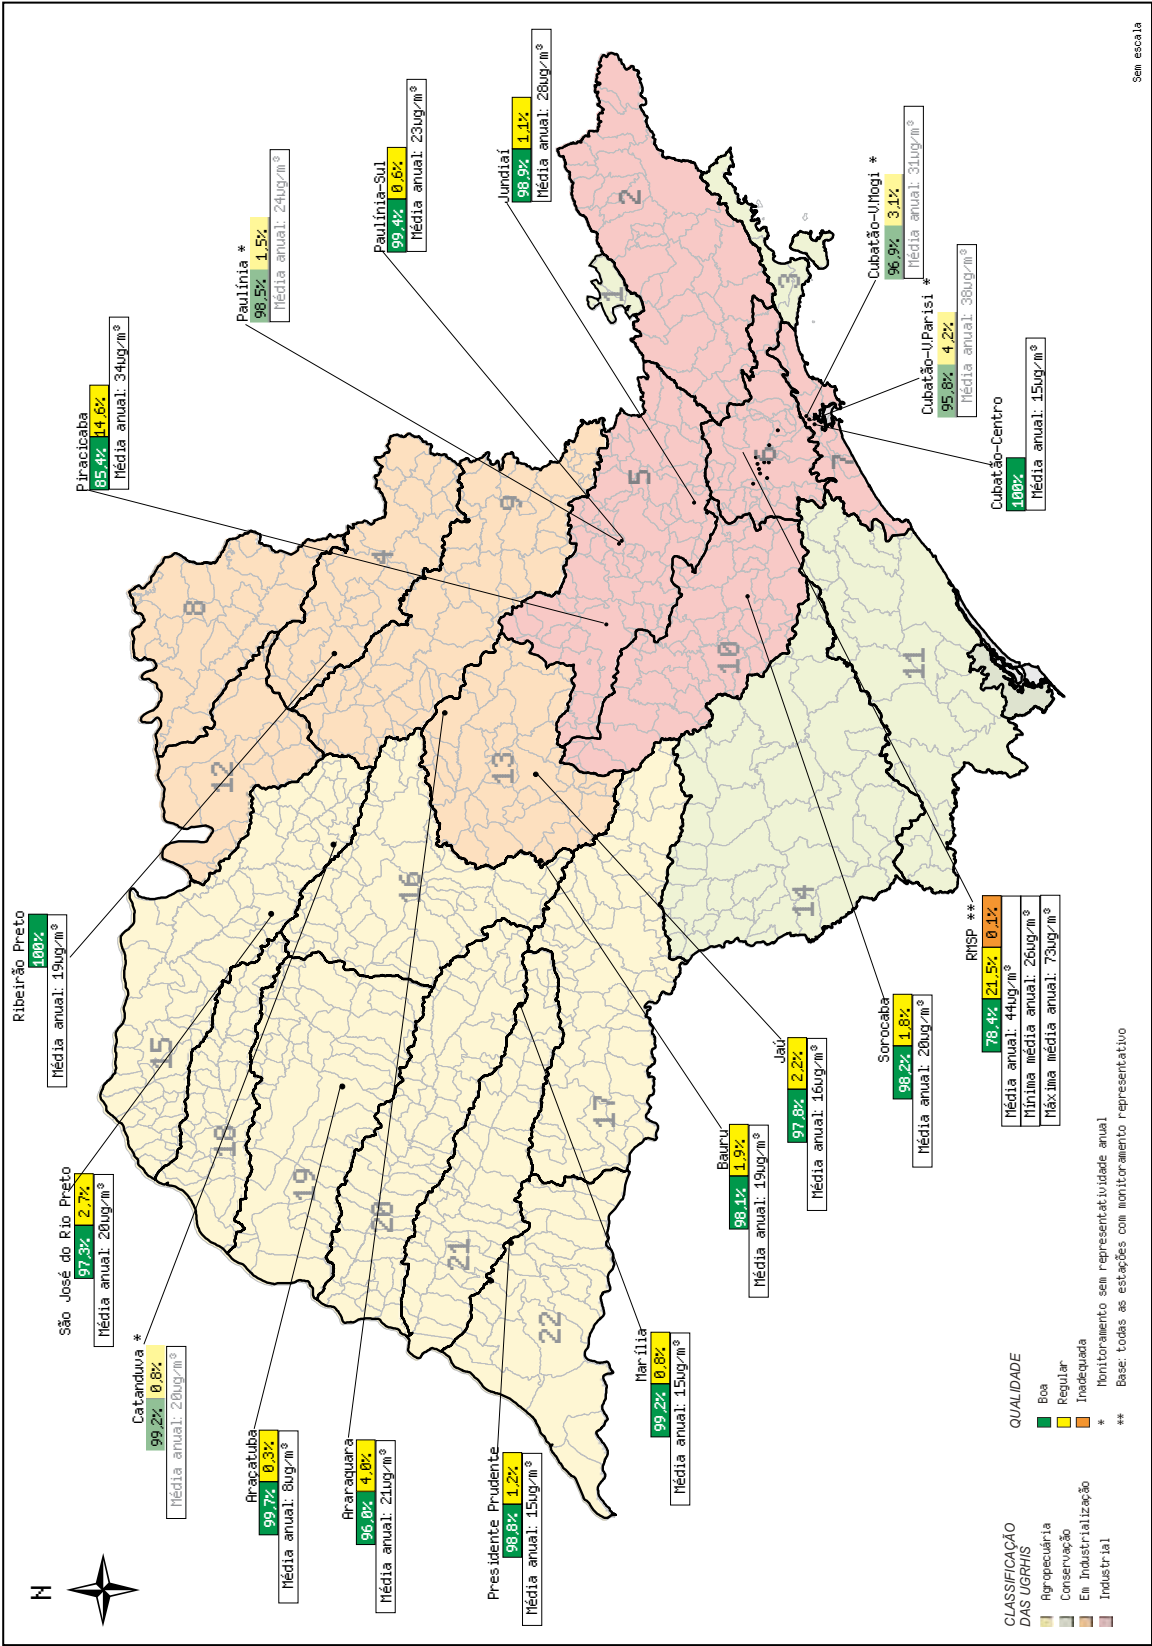 N
São José do Rio Preto
97,3% 2,7%
Média anual: 20ug/m³
Ribeirão Preto
100%
Média anual: 19ug/m³
Piracicaba
85,4% 14,6%
Média anual: 34ug/m³
Catanduva *
99,2% 0,8%
Média anual: 20ug/m³
Paulínia *
98,5% 1,5%
Média anual: 24ug/m³
Araçatuba
99,7% 0,3%
Média anual: 8ug/m³
Araraquara
96,0% 4,0%
Média anual: 21ug/m³
Paulínia-Sul
99,4% 0,6%
Média anual: 23ug/m³
Presidente Prudente
98,8% 1,2%
Média anual: 15ug/m³
Jundiaí
98,9% 1,1%
Média anual: 28ug/m³
Marília
99,2% 0,8%
Média anual: 15ug/m³
Bauru
98,1% 1,9%
Média anual: 19ug/m³
Jaú
97,8% 2,2%
Média anual: 16ug/m³
Sorocaba
98,2% 1,8%
Média anual: 20ug/m³
Cubatão-V.Mogi *
96,9% 3,1%
Média anual: 31ug/m³
Cubatão-V.Parisi *
95,8% 4,2%
Média anual: 38ug/m³
Cubatão-Centro
100%
Média anual: 15ug/m³
RMSP **
78,4% 21,5% 0,1%
Média anual: 44ug/m³
Mínima média anual: 26ug/m³
Máxima média anual: 73ug/m³
1
2
3
4
5
6
7
8
9
10
11
12
13
14
15
16
17
18
19
20
21
22
CLASSIFICAÇÃO
DAS UGRHIS
Agropecuária
Conservação
Em Industrialização
Industrial
QUALIDADE
Boa
Regular
Inadequada
* Monitoramento sem representatividade anual
** Base: todas as estações com monitoramento representativo
Sem escala